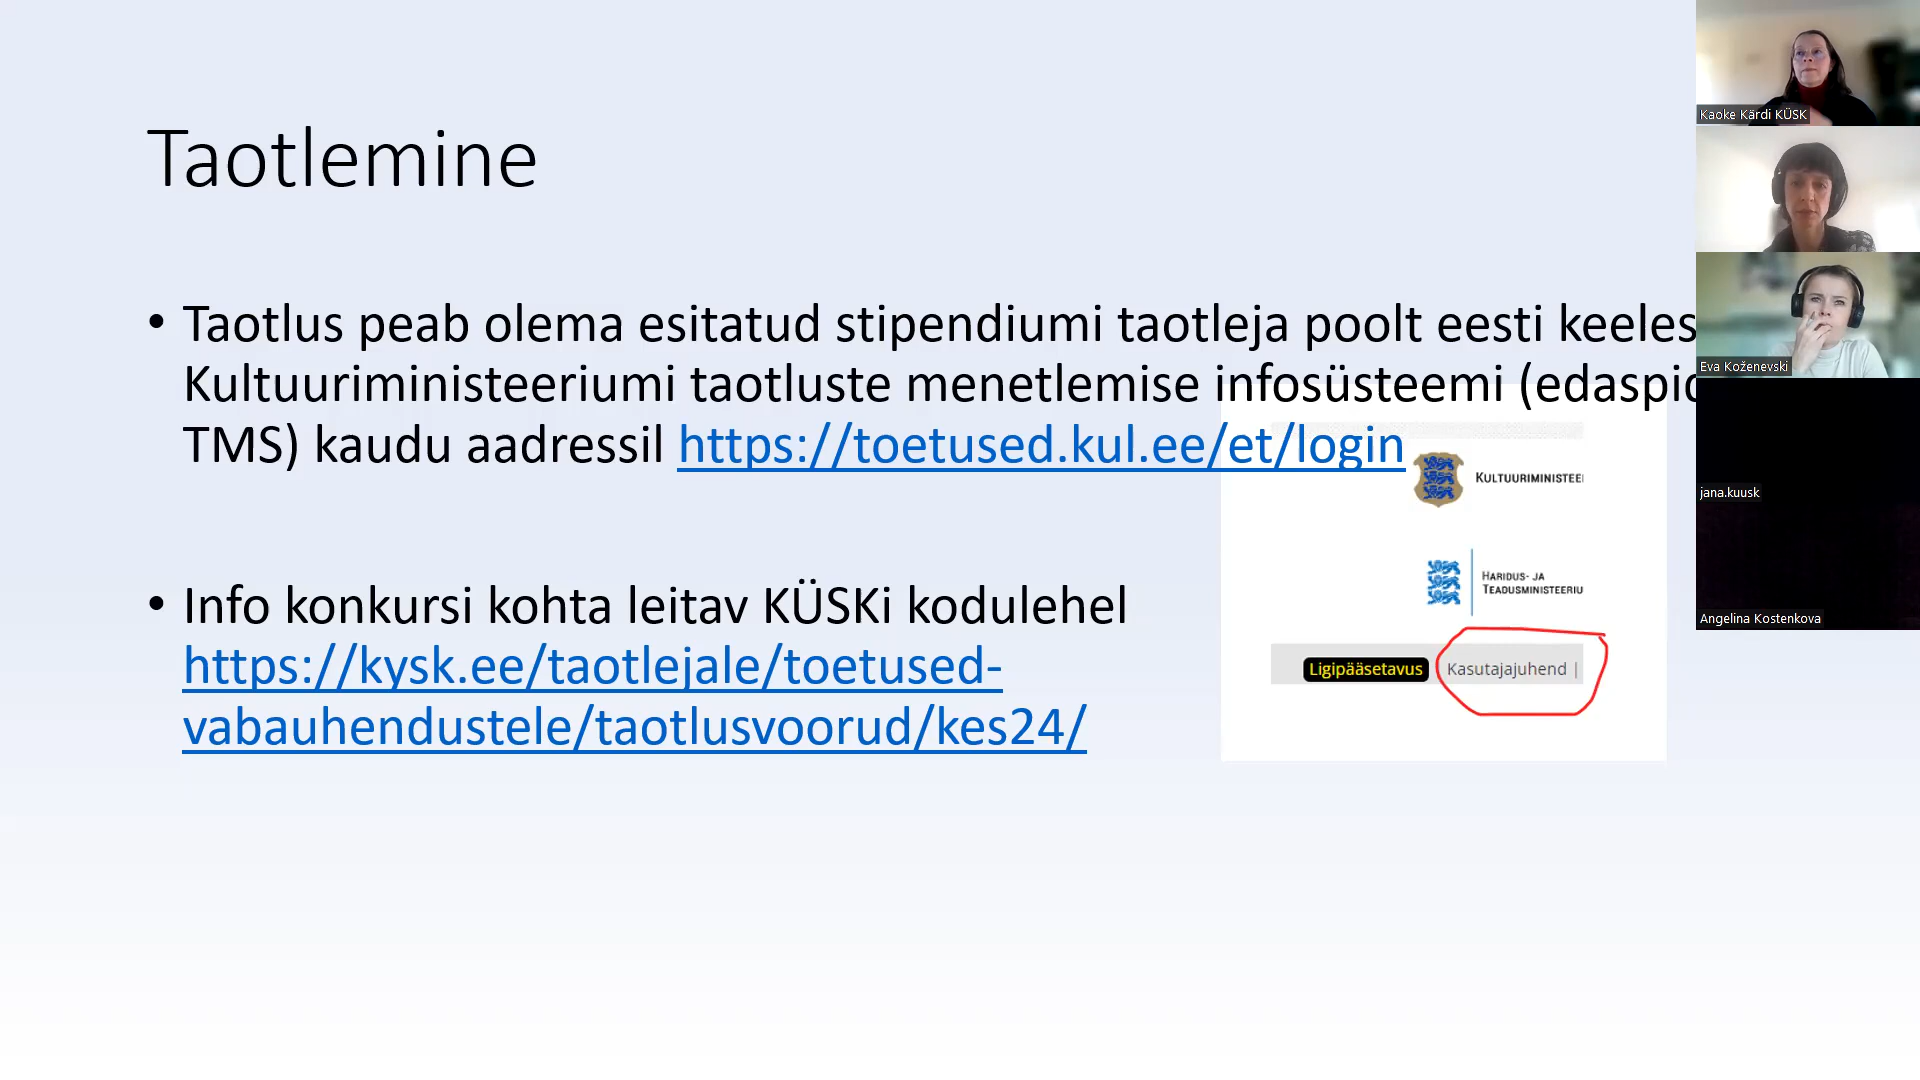 Taotlemine
• Taotlus peab olema esitatud stipendiumi taotleja poolt eesti keeles
Kultuuriministeeriumi taotluste menetlemise infosüsteemi (edaspid
TMS) kaudu aadressil https://toetused.kul.ee/et/login
• Info konkursi kohta leitav KÜSKi kodulehel
https://kysk.ee/taotlejale/toetused-
vabauhendustele/taotlusvoorud/kes24/
KULTUURIMINISTEE
HARIDUS- JA
TEADUSMINISTEERIU
Ligipääsetavus Kasutajajuhend |
Kaoke Kärdi KÜSK
Eva Koženevski
jana.kuusk
Angelina Kostenkova